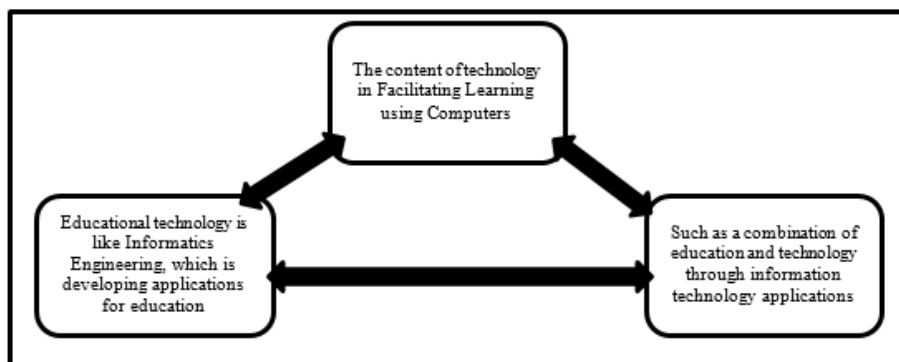 The content of technology
in Facilitating Learning
using Computers
Educational technology is
like Informatics
Engineering, which is
developing applications
for education
Such as a combination of
education and technology
through information
technology applications